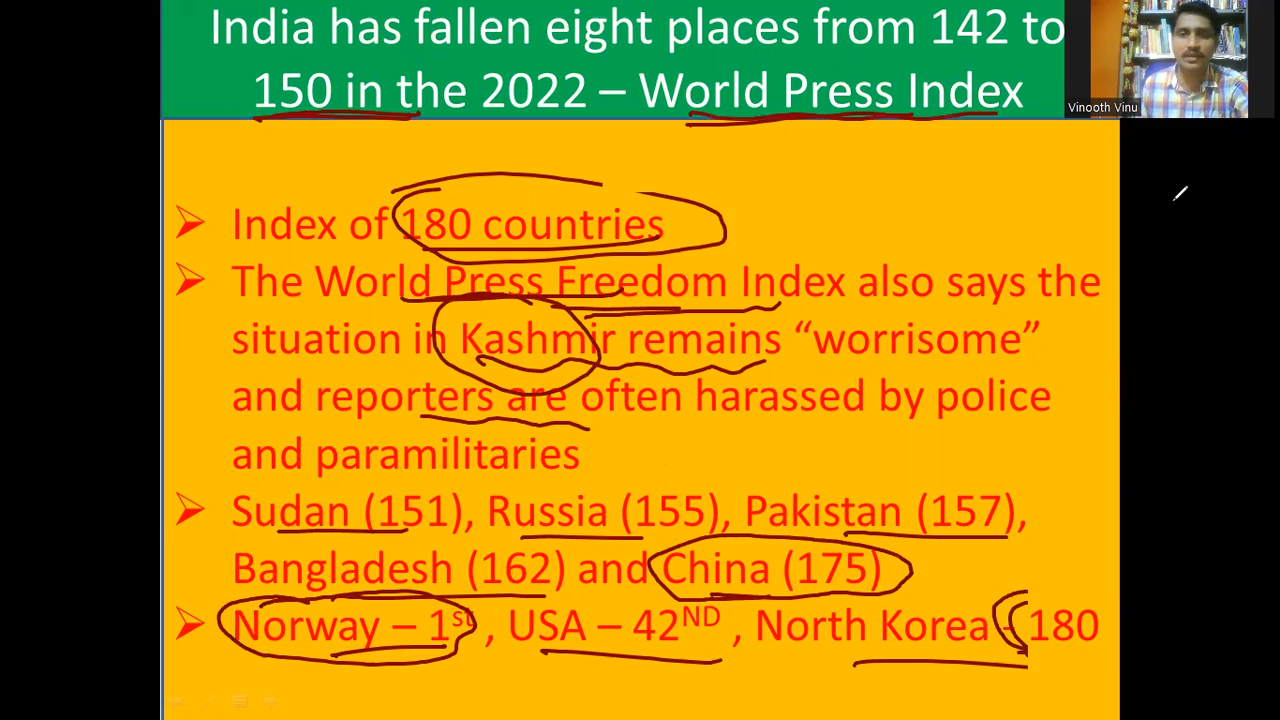 India has fallen eight places from 142 to
150 in the 2022 – World Press Index
Vinooth Vinu
➢ Index of 180 countries
➢ The World Press Freedom Index also says the
situation in Kashmir remains “worrisome”
and reporters are often harassed by police
and paramilitaries
➢ Sudan (151), Russia (155), Pakistan (157),
Bangladesh (162) and China (175)
➢ Norway – 1st , USA – 42ND , North Korea - 180